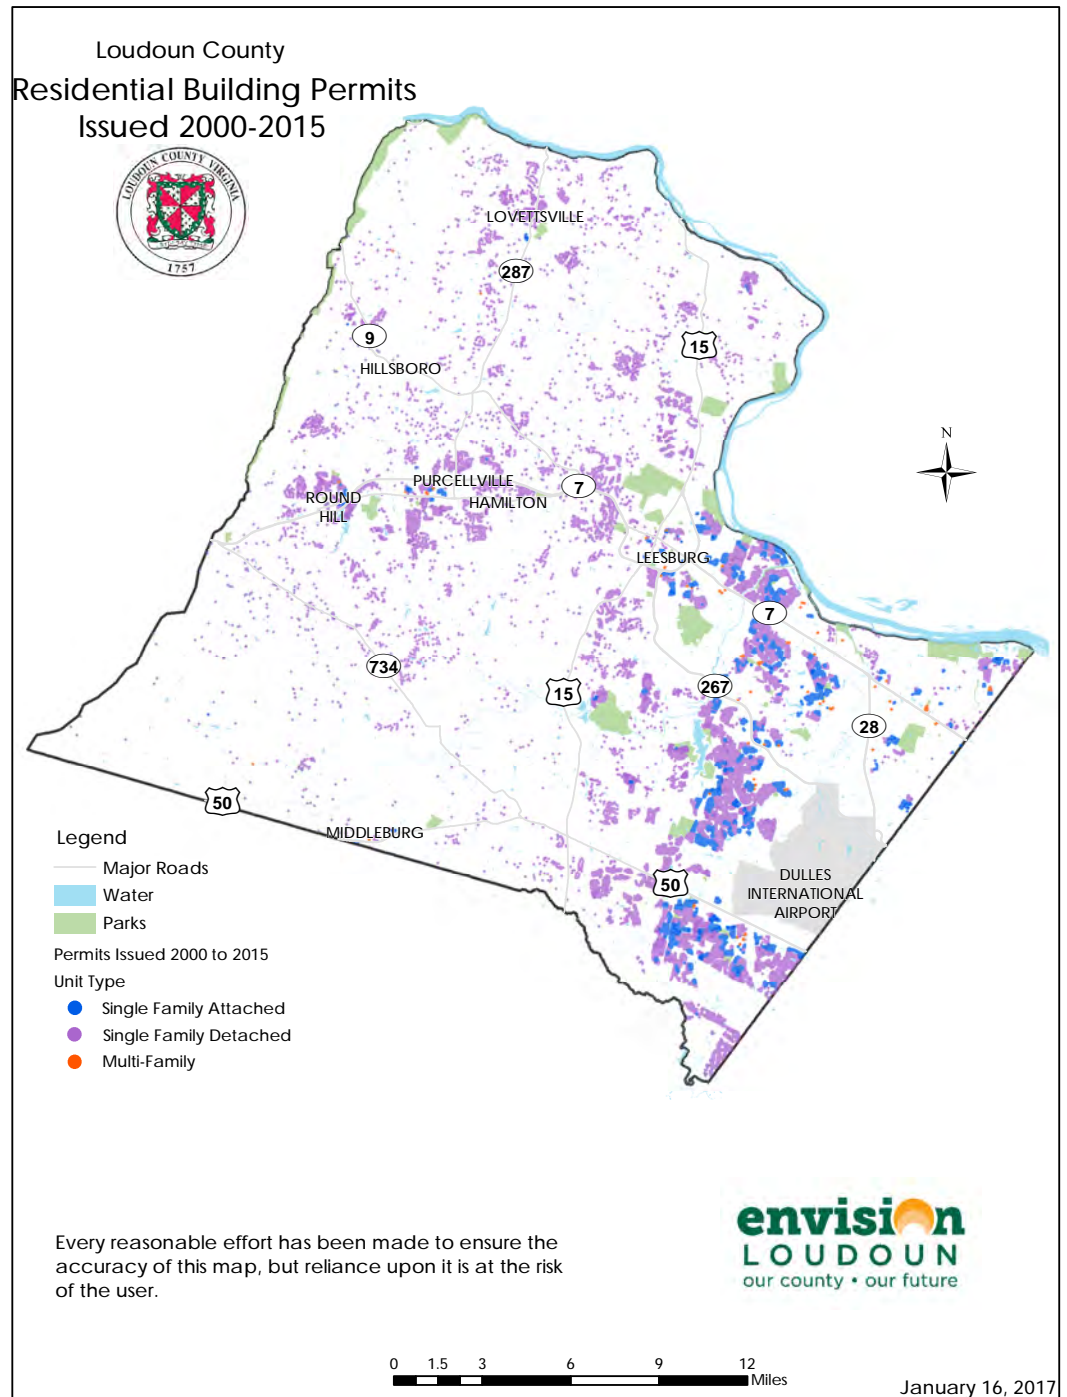 Loudoun County
Residential Building Permits
Issued 2000-2015
LOUDOUN COUNTY VIRGINIA
1757
LOVETTSVILLE
287
9
15
HILLSBORO
N
PURCELLVILLE
7
ROUND
HILL
HAMILTON
LEESBURG
7
734
15
267
28
50
MIDDLEBURG
Legend
Major Roads
Water
Parks
50
DULLES
INTERNATIONAL
AIRPORT
Permits Issued 2000 to 2015
Unit Type
Single Family Attached
Single Family Detached
Multi-Family
envision
LOUDOUN
our county • our future
Every reasonable effort has been made to ensure the
accuracy of this map, but reliance upon it is at the risk
of the user.
0 1.5 3 6 9 12
Miles
January 16, 2017